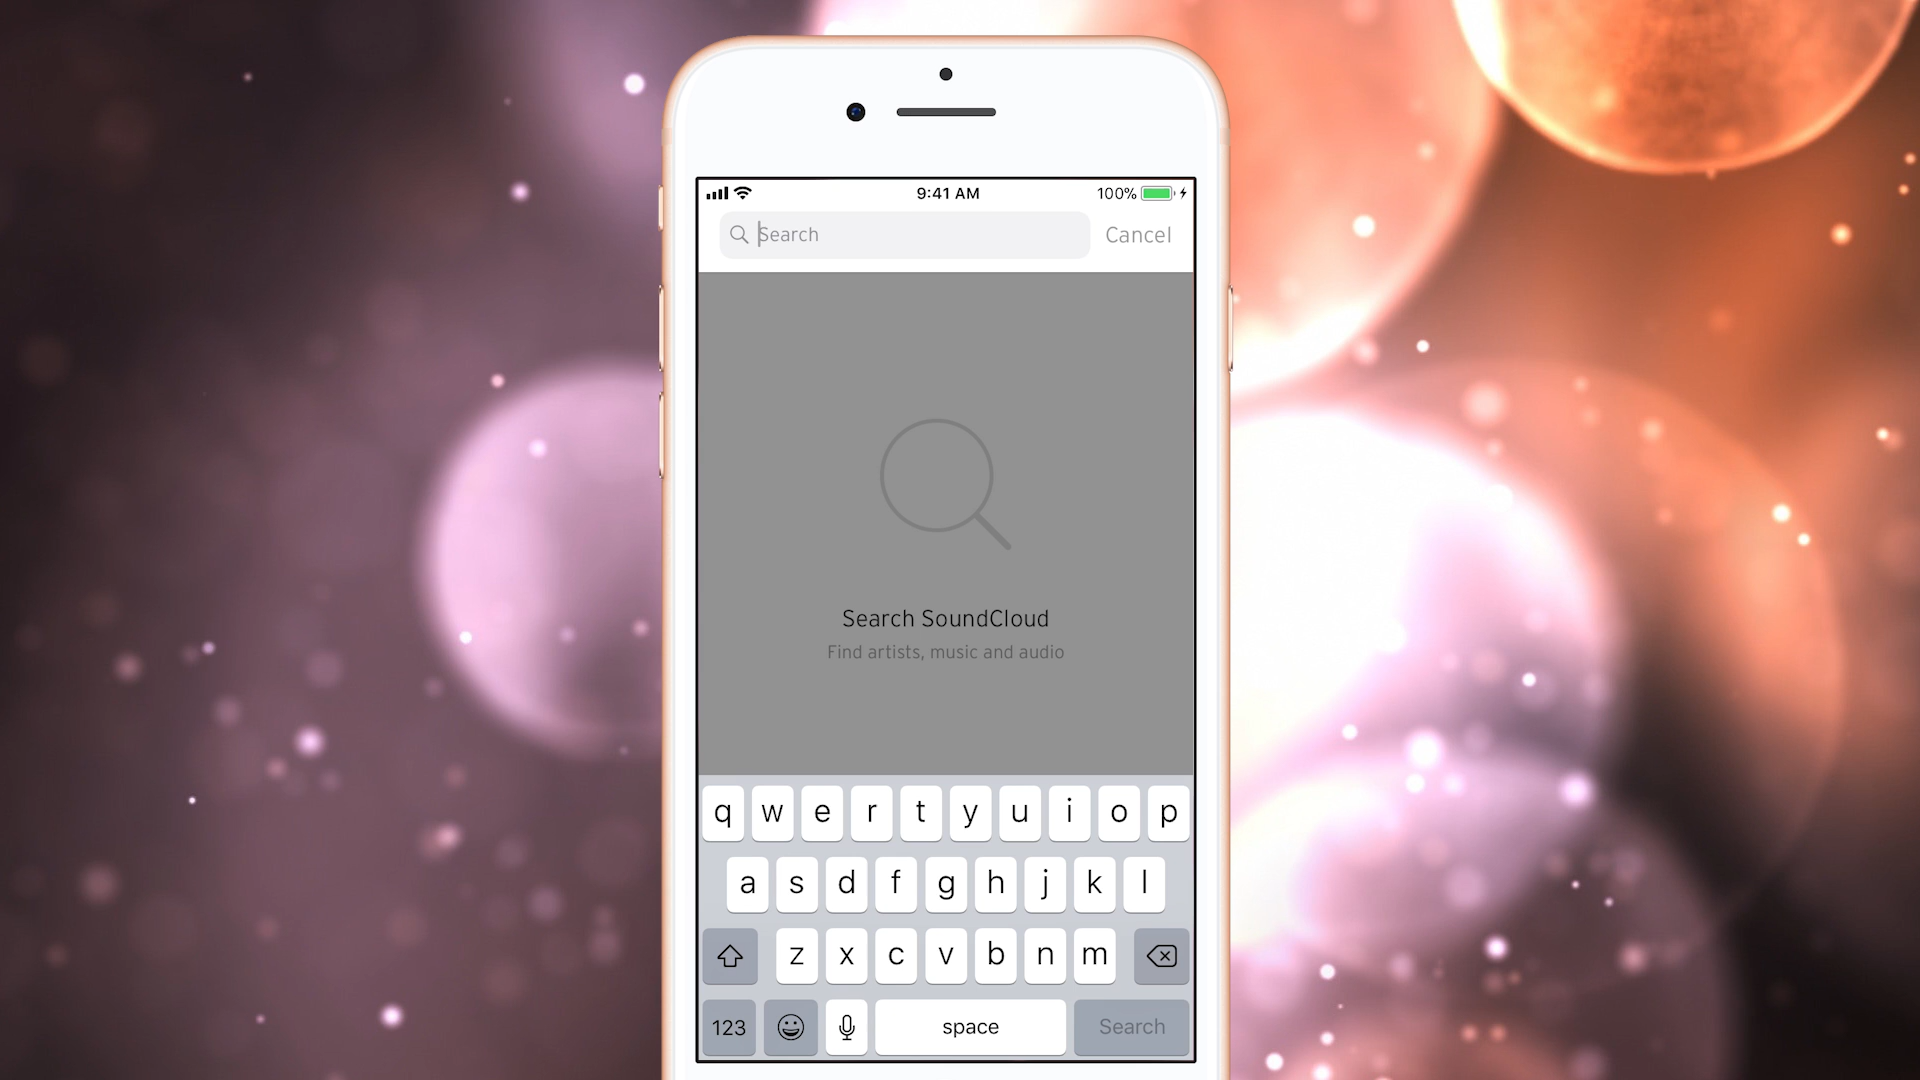 9:41 AM 100%
Search Cancel
Search SoundCloud
Find artists, music and audio
q w e r t y u i o p
a s d f g h j k l
z x c v b n m
123 space Search